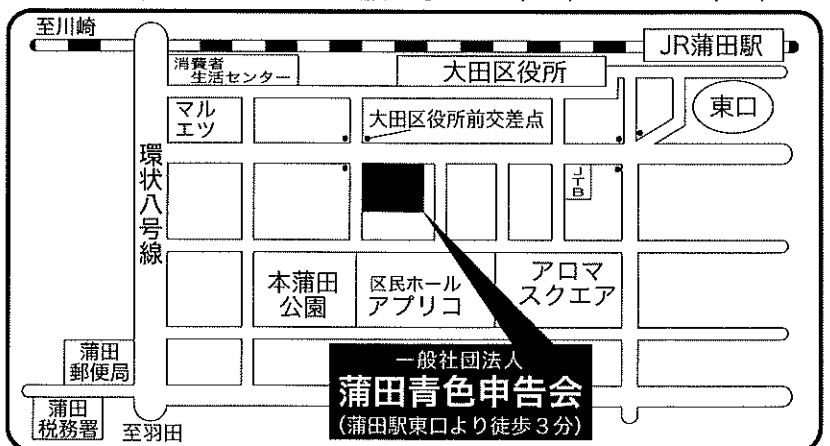 至川崎
JR蒲田駅
消費者
生活センター
大田区役所
マル
エツ
大田区役所前交差点
東口
環状八号線
JTB
本蒲田
公園
区民ホール
アプリコ
アロマ
スクエア
蒲田
郵便局
一般社団法人
蒲田青色申告会
(蒲田駅東口より徒歩3分)
蒲田
税務署
至羽田